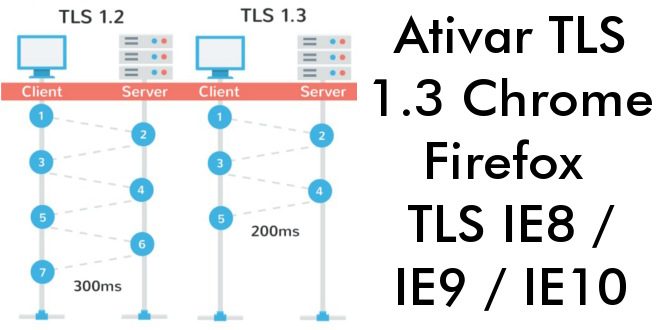 TLS 1.2
TLS 1.3
Client
Server
Client
Server
1
2
3
4
5
6
7
300ms
1
2
3
4
5
200ms
Ativar TLS
1.3 Chrome
Firefox
TLS IE8 /
IE9 / IE10